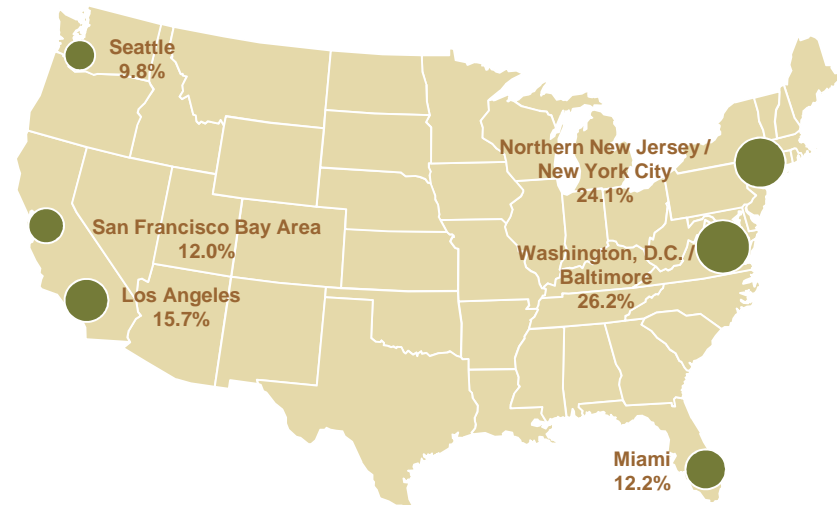 Seattle
9.8%
Northern New Jersey /
New York City
24.1%
San Francisco Bay Area
12.0%
Washington, D.C. /
Baltimore
26.2%
Los Angeles
15.7%
Miami
12.2%